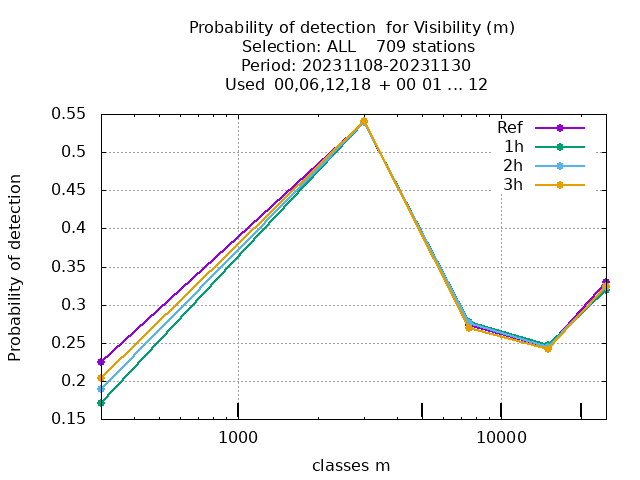 Probability of detection  for Visibility (m)
Selection: ALL    709 stations
Period: 20231108-20231130
Used  00,06,12,18 + 00 01 ... 12
0.55
0.5
0.45
0.4
0.35
0.3
0.25
0.2
0.15
Probability of detection
Ref
1h
2h
3h
1000
10000
classes m